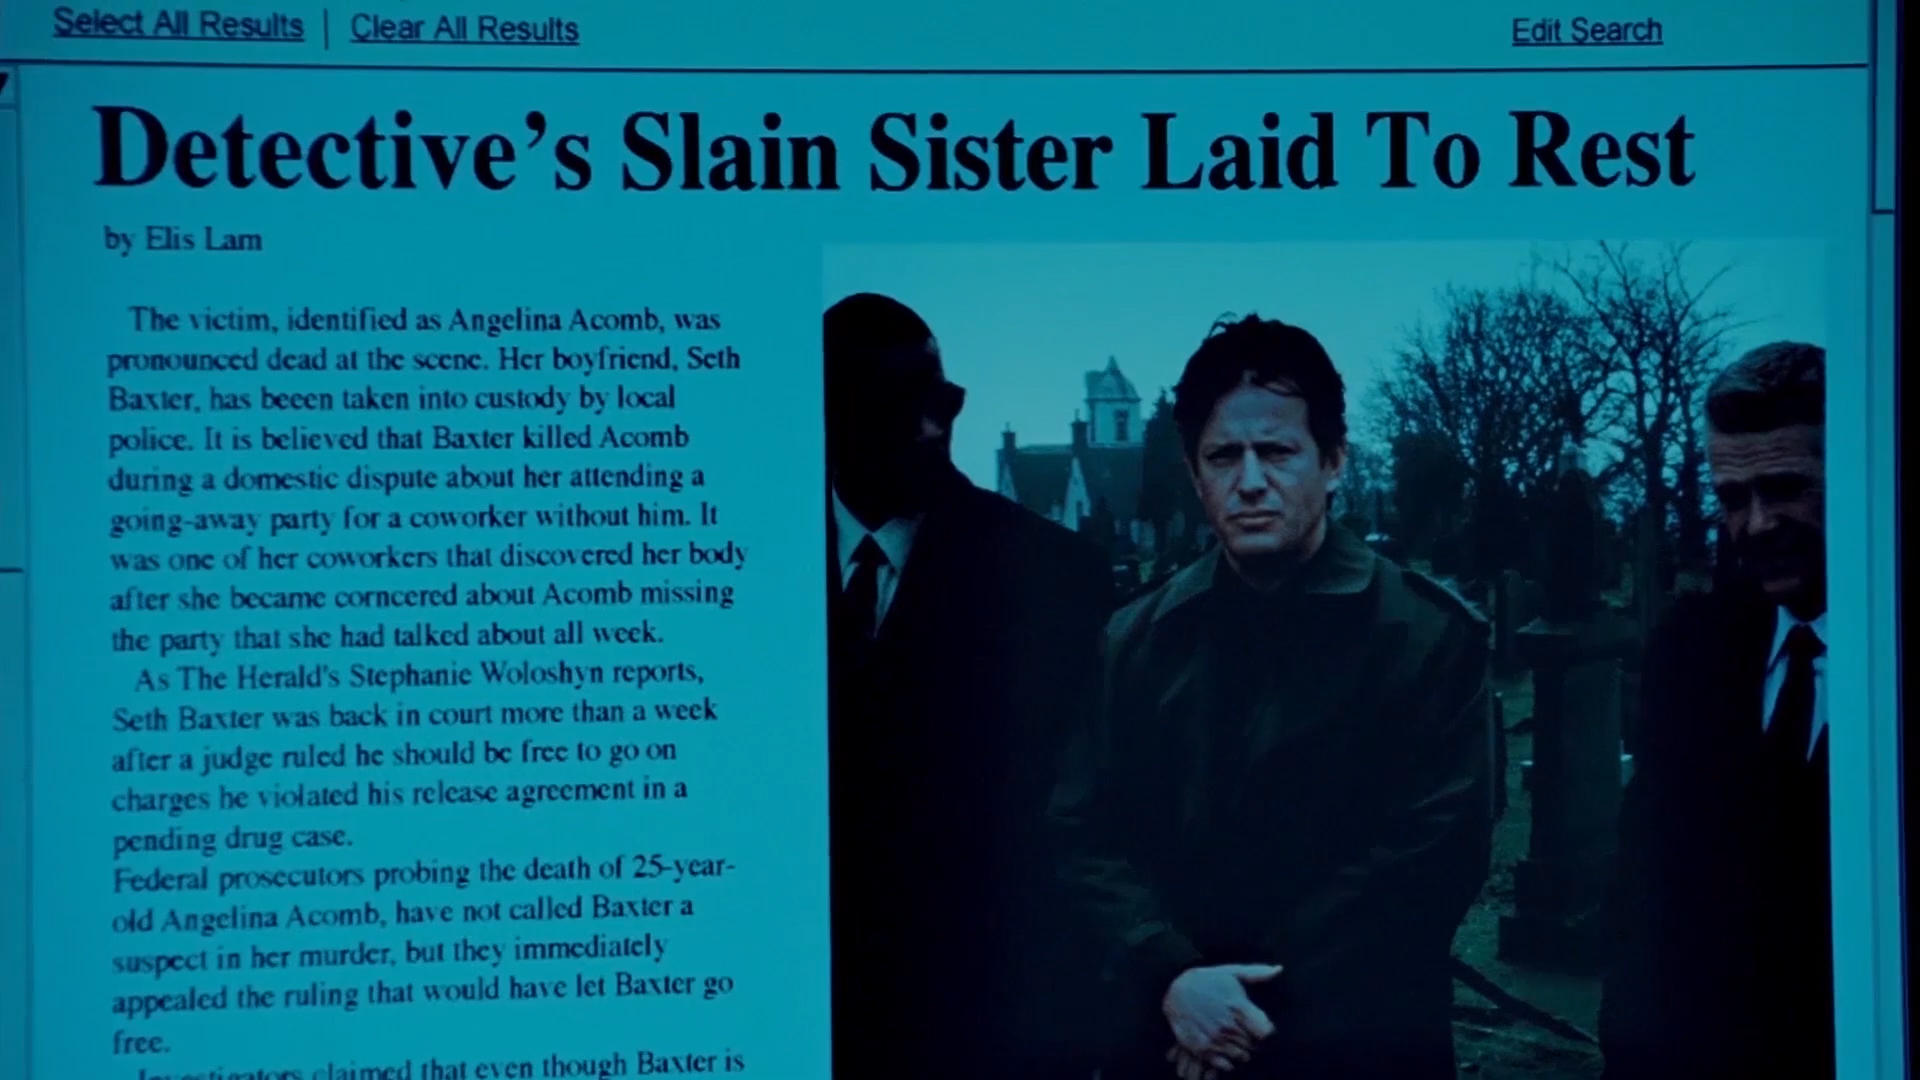 Select All Results | Clear All Results
Edit Search
Detective's Slain Sister Laid To Rest
by Elis Lam
The victim, identified as Angelina Acomb, was
pronounced dead at the scene. Her boyfriend, Seth
Baxter, has beeen taken into custody by local
police. It is believed that Baxter killed Acomb
during a domestic dispute about her attending a
going-away party for a coworker without him. It
was one of her coworkers that discovered her body
after she became corncered about Acomb missing
the party that she had talked about all week.
As The Herald's Stephanie Woloshyn reports,
Seth Baxter was back in court more than a week
after a judge ruled he should be free to go on
charges he violated his release agreement in a
pending drug case.
Federal prosecutors probing the death of 25-year-
old Angelina Acomb, have not called Baxter a
suspect in her murder, but they immediately
appealed the ruling that would have let Baxter go
free.
Investigators claimed that even though Baxter is